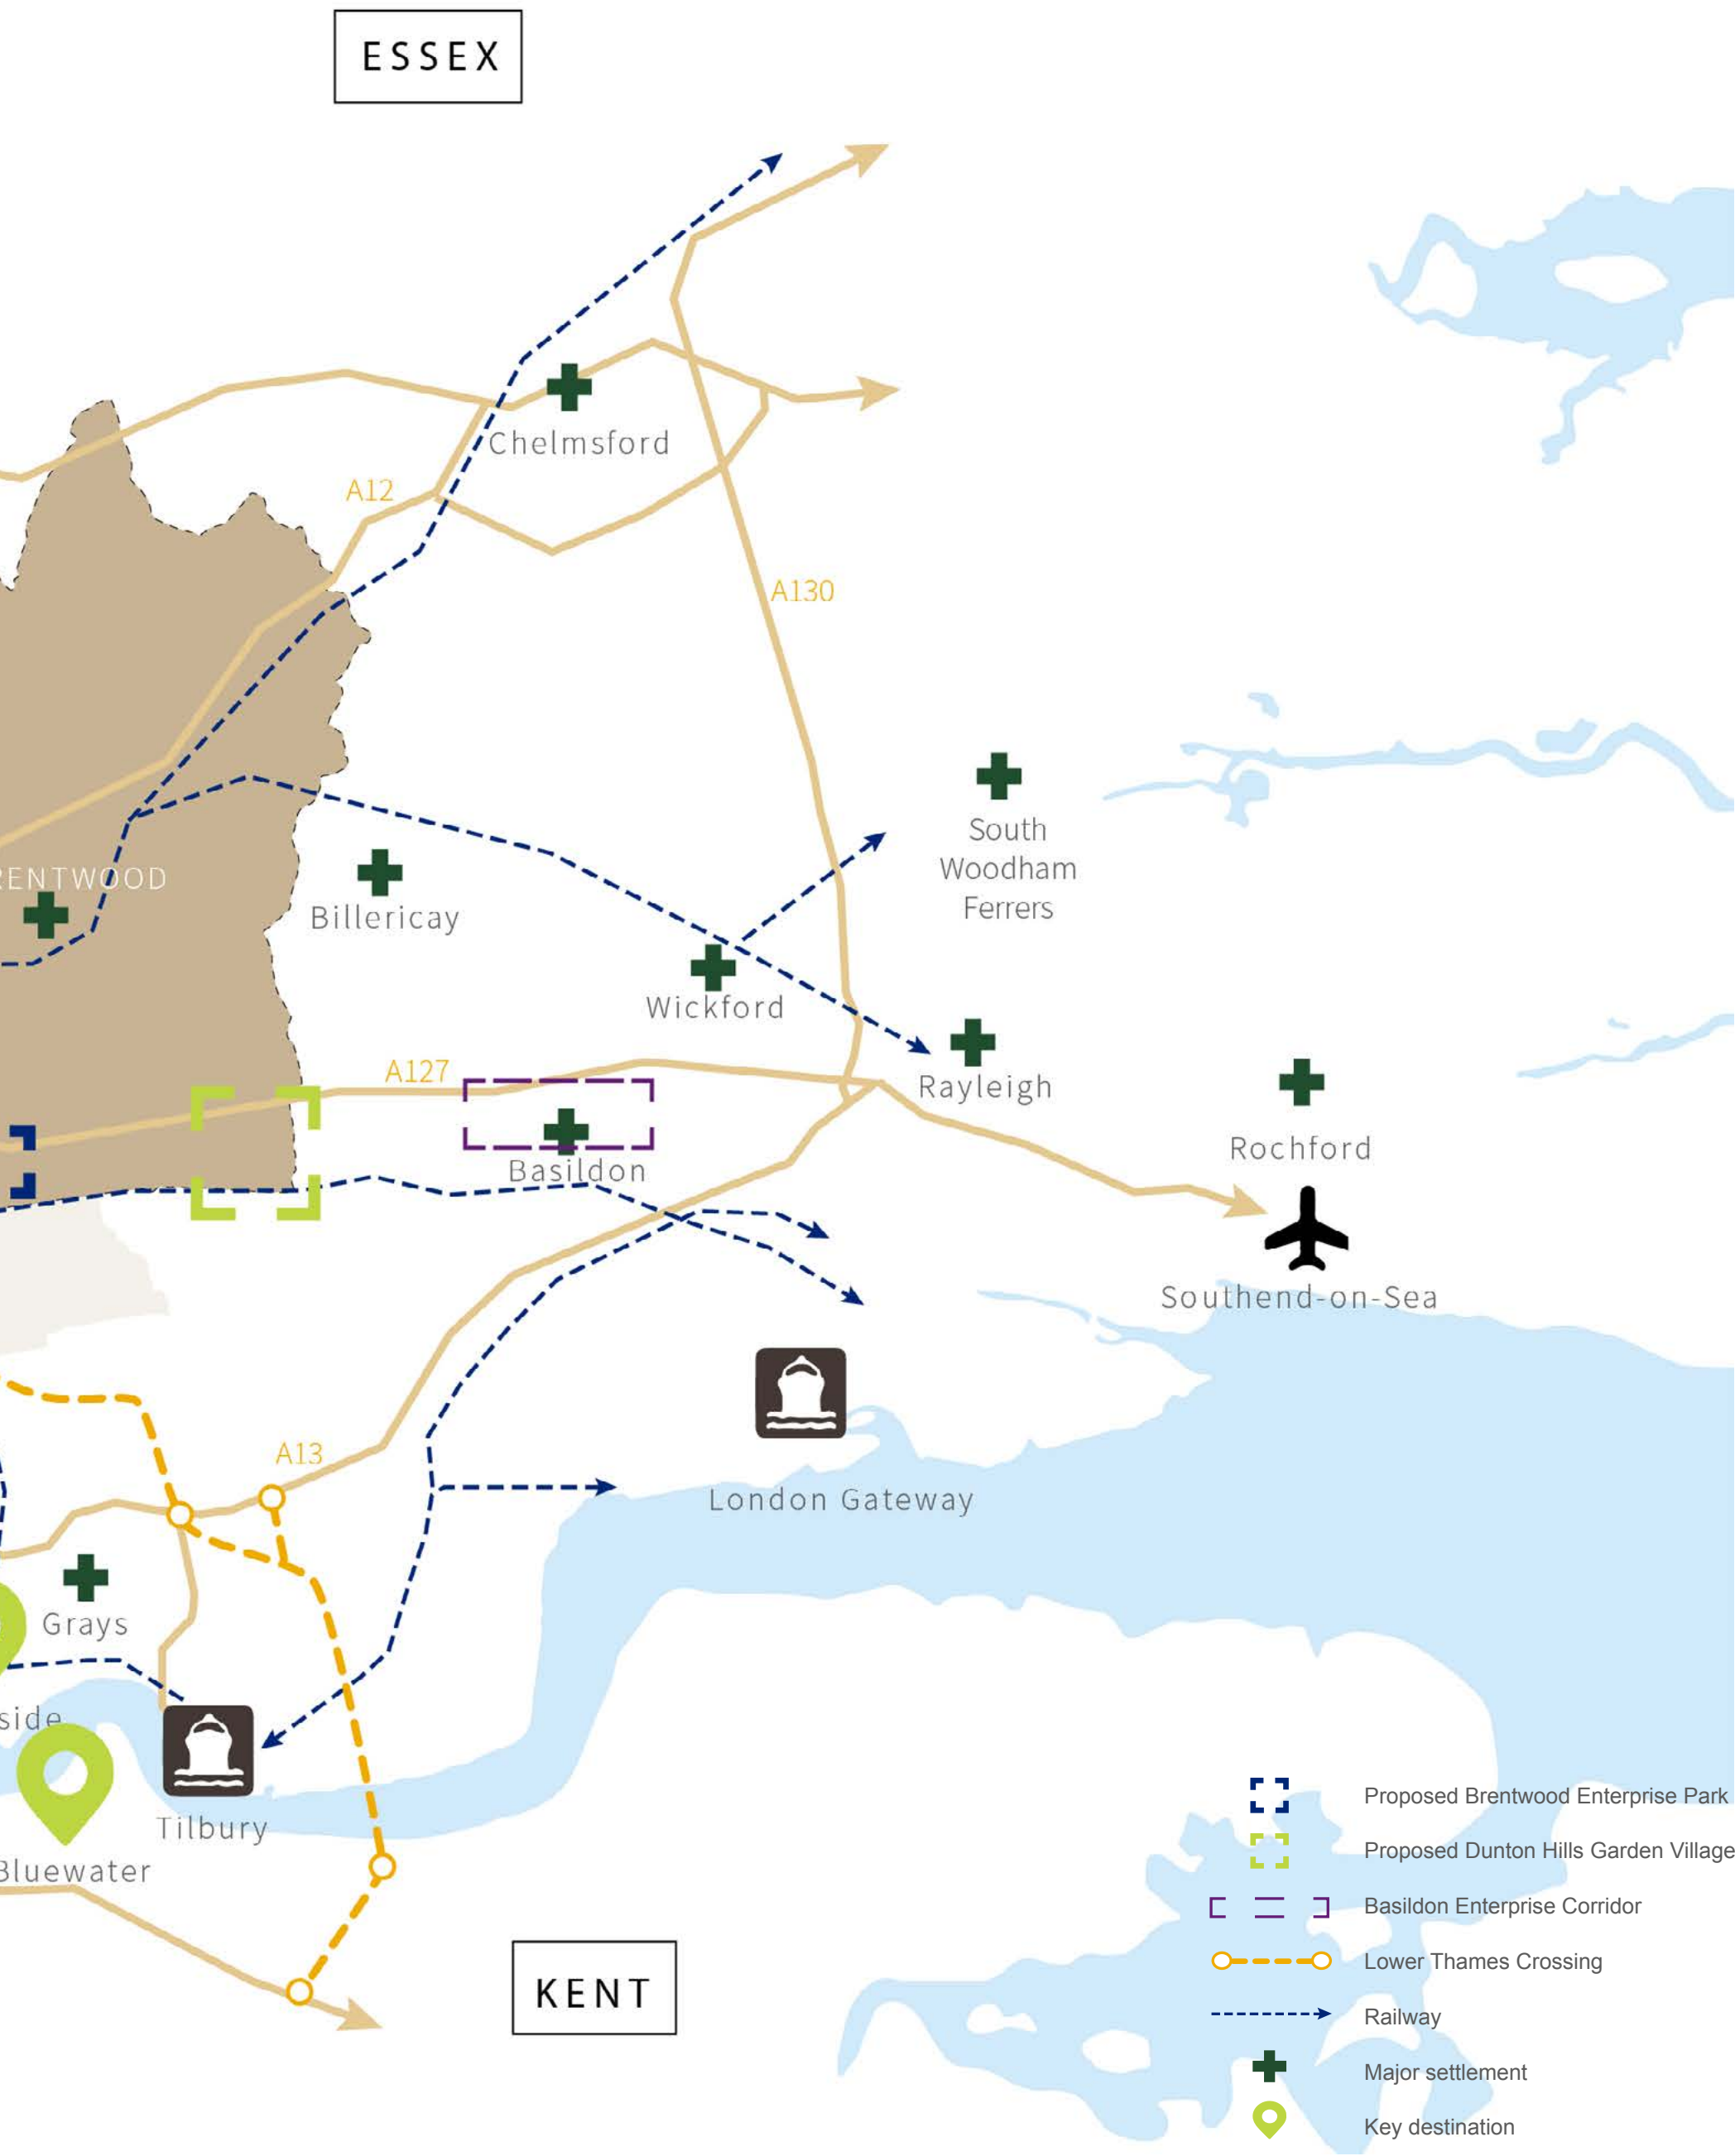 ESSEX
Chelmsford
A12
A130
South
Woodham
Ferrers
RENTWOOD
Billericay
Wickford
A127
Rayleigh
Basildon
Rochford
Southend-on-Sea
A13
London Gateway
Grays
side
Tilbury
Bluewater
KENT
Proposed Brentwood Enterprise Park
Proposed Dunton Hills Garden Village
Basildon Enterprise Corridor
Lower Thames Crossing
Railway
Major settlement
Key destination